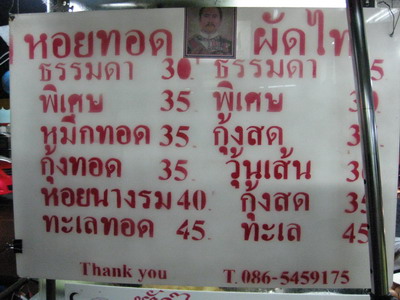 หอยทอด ผัดไท
ธรรมดา 30. ธรรมดา
พิเศษ 35 พิเศษ
หมึกทอด 35. กุ้งสด
กุ้งทอด 35. วุ้นเส้น
หอยนางรม 40. กุ้งสด 35
ทะเลทอด 45. ทะเล 45
Thank you T. 086-5459175